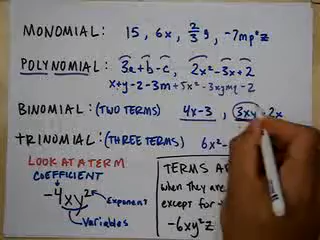 MONOMIAL: 15, 6x, 2/3 g, -7mp²z
POLYNOMIAL: 3a+b-c, 2x²-3x+2
x+y-2-3m+5x²-3xymg-2
BINOMIAL: (TWO TERMS) 4x-3, 3xy 2x
TRINOMIAL: (THREE TERMS) 6x²-
LOOK AT A TERM
COEFFICIENT
-4xy² Exponent
Variables
TERMS
when they are
except for
-6xy²z